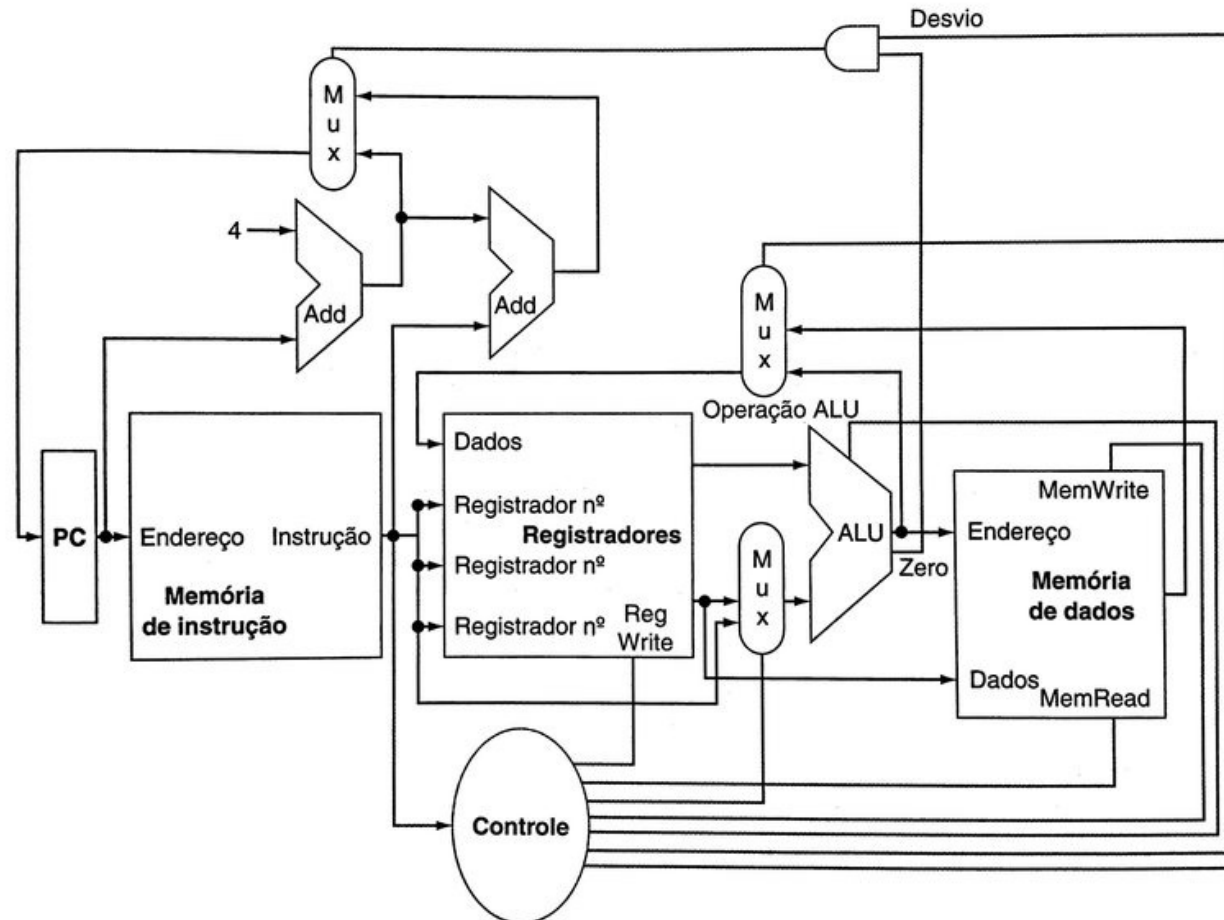 Desvio
M
u
x
4
Add
Add
M
u
x
Operação ALU
Dados
MemWrite
PC
Endereço
Instrução
Registrador nº
Registradores
ALU
Endereço
M
u
x
Zero
Memória
de dados
Registrador nº
Memória
de instrução
Registrador nº
Reg
Write
Dados
MemRead
Controle